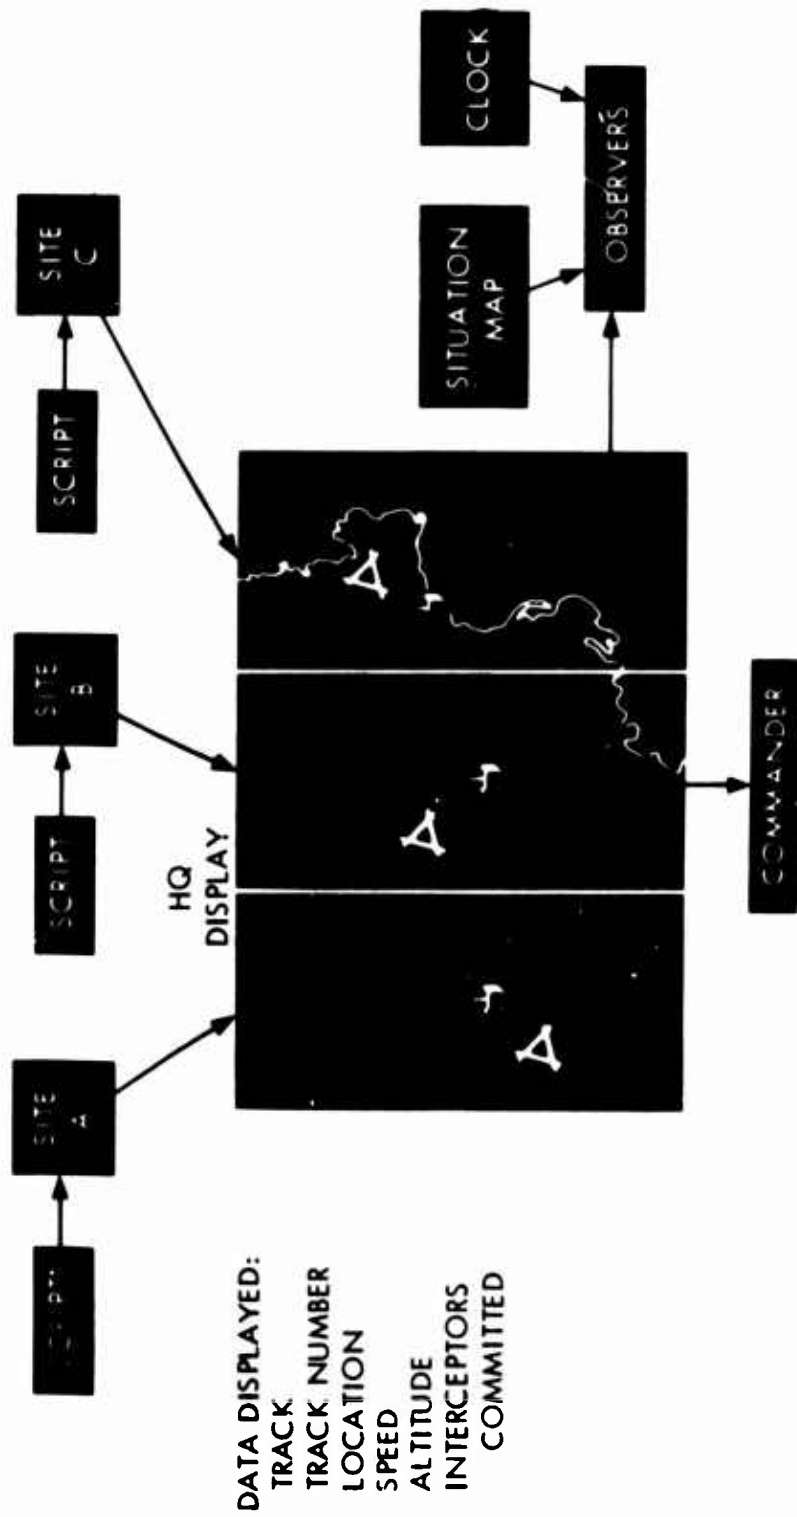 SCRIPT
SITE
A
SCRIPT
SITE
B
SCRIPT
SITE
C
HQ
DISPLAY
DATA DISPLAYED:
TRACK
TRACK NUMBER
LOCATION
SPEED
ALTITUDE
INTERCEPTORS
COMMITTED
SITUATION
MAP
CLOCK
OBSERVERS
COMMANDER